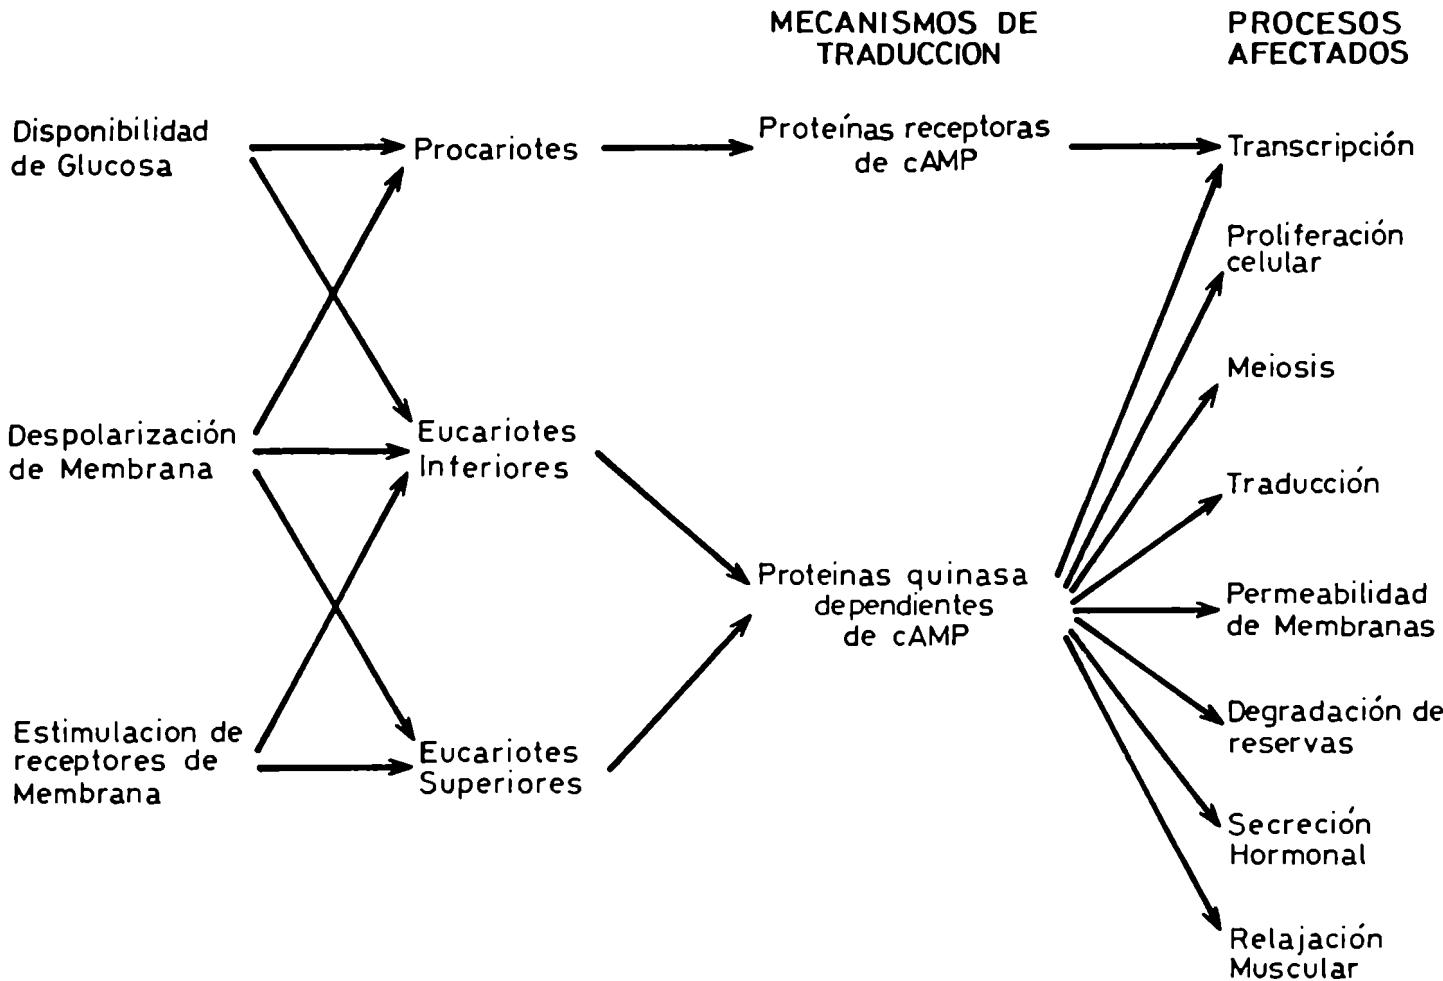 MECANISMOS DE
TRADUCCION
PROCESOS
AFECTADOS
Disponibilidad
de Glucosa
Procariotes
Proteínas receptoras
de cAMP
Transcripción
Proliferación
celular
Meiosis
Despolarización
de Membrana
Eucariotes
Inferiores
Traducción
Proteinas quinasa
dependientes
de cAMP
Permeabilidad
de Membranas
Estimulacion de
receptores de
Membrana
Eucariotes
Superiores
Degradación de
reservas
Secreción
Hormonal
Relajación
Muscular